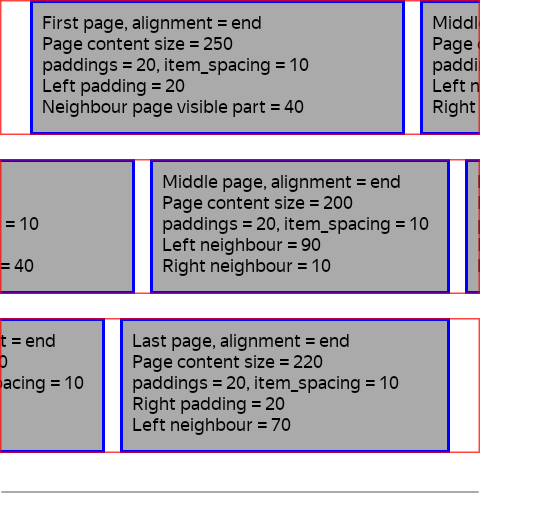 First page, alignment = end
Page content size = 250
paddings = 20, item_spacing = 10
Left padding = 20
Neighbour page visible part = 40
Middl
Page
paddi
Left n
Right
= 10
= 40
Middle page, alignment = end
Page content size = 200
paddings = 20, item_spacing = 10
Left neighbour = 90
Right neighbour = 10
t = end
0
acing = 10
Last page, alignment = end
Page content size = 220
paddings = 20, item_spacing = 10
Right padding = 20
Left neighbour = 70